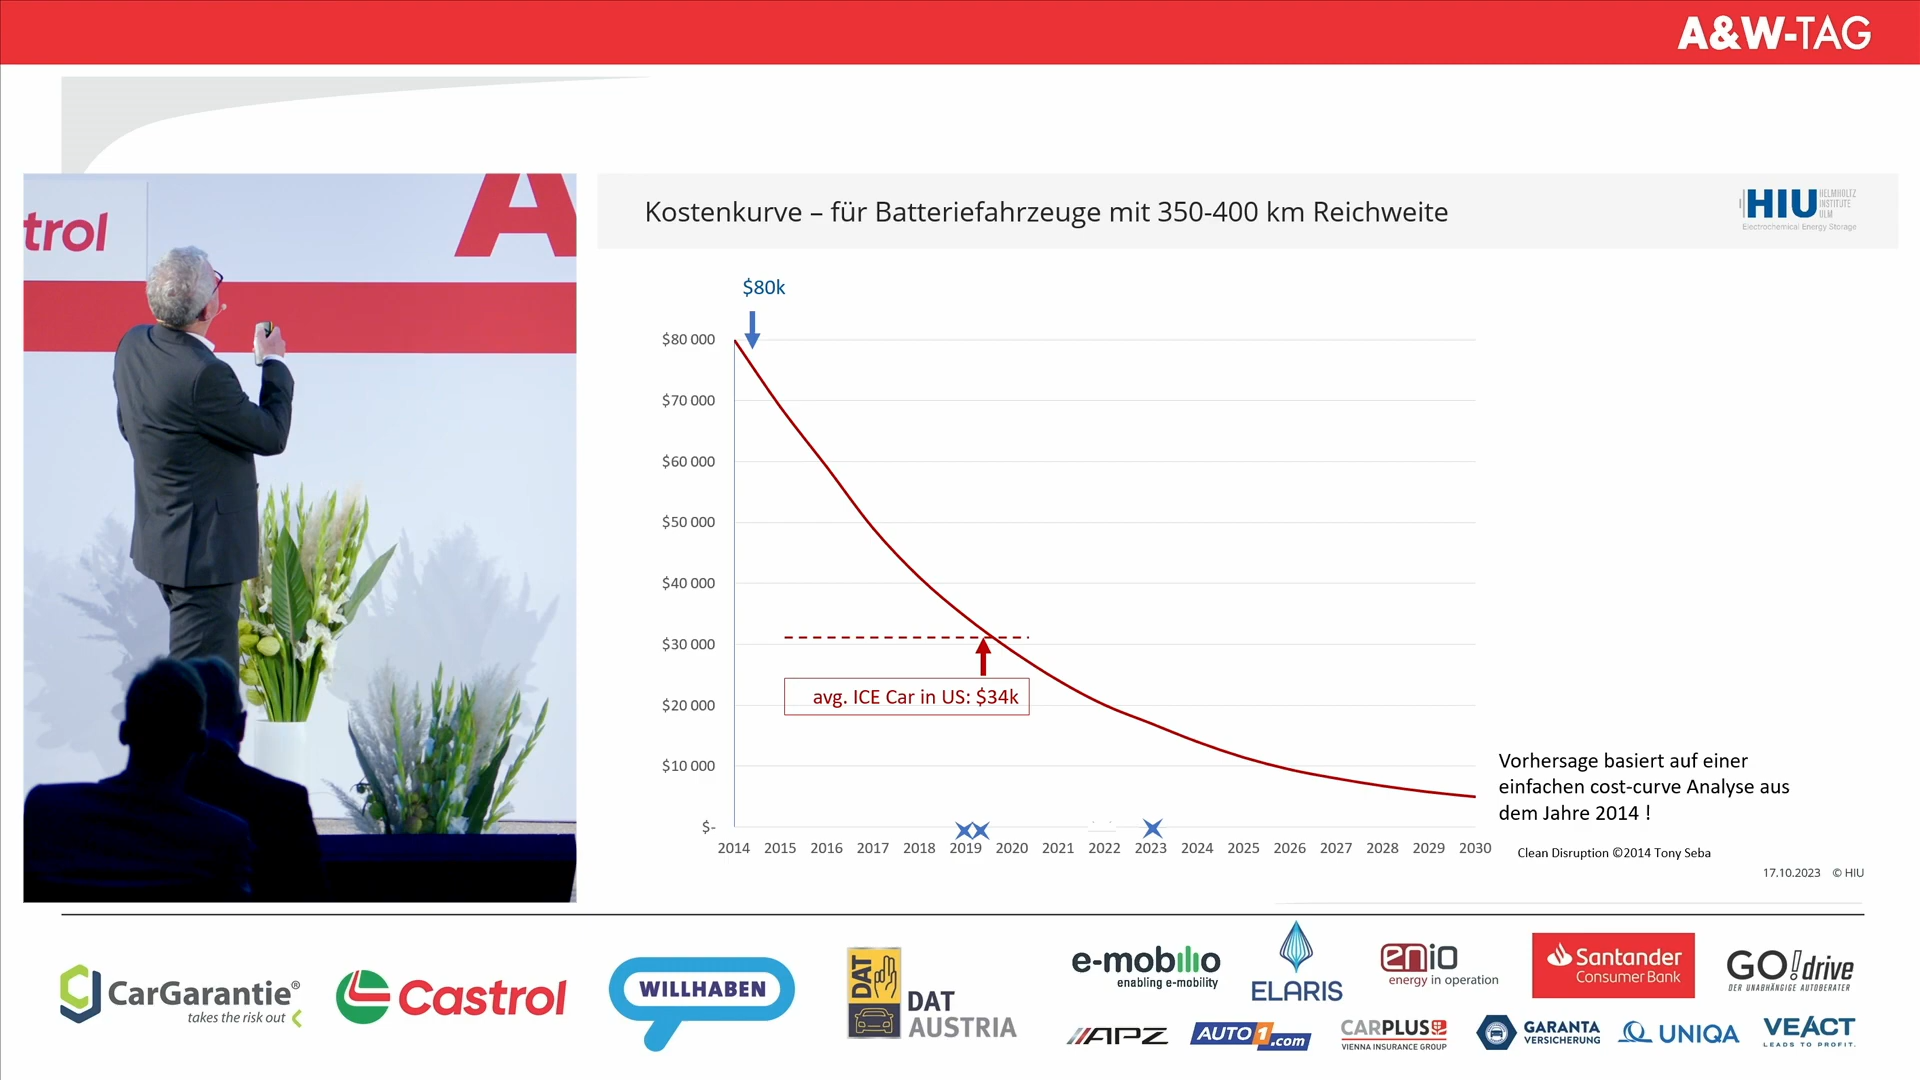 A&W-TAG
trol
A
Kostenkurve – für Batteriefahrzeuge mit 350-400 km Reichweite
HIU
HELMHOLTZ
INSTITUTE
ULM
Electrochemical Energy Storage
$80k
$80 000
$70 000
$60 000
$50 000
$40 000
$30 000
$20 000
$10 000
$-
avg. ICE Car in US: $34k
2014 2015 2016 2017 2018 2019 2020 2021 2022 2023 2024 2025 2026 2027 2028 2029 2030
Vorhersage basiert auf einer
einfachen cost-curve Analyse aus
dem Jahre 2014 !
Clean Disruption ©2014 Tony Seba
17.10.2023 © HIU
CarGarantie®
takes the risk out
Castrol
WILLHABEN
DAT
DAT
AUSTRIA
e-mobilio
enabling e-mobility
ELARIS
enio
energy in operation
Santander
Consumer Bank
GO!drive
DER UNABHÄNGIGE AUTOBERATER
APZ
AUTO1.com
CARPLUS
VIENNA INSURANCE GROUP
GARANTA
VERSICHERUNG
UNIQA
VEACT
LEADS TO PROFIT.